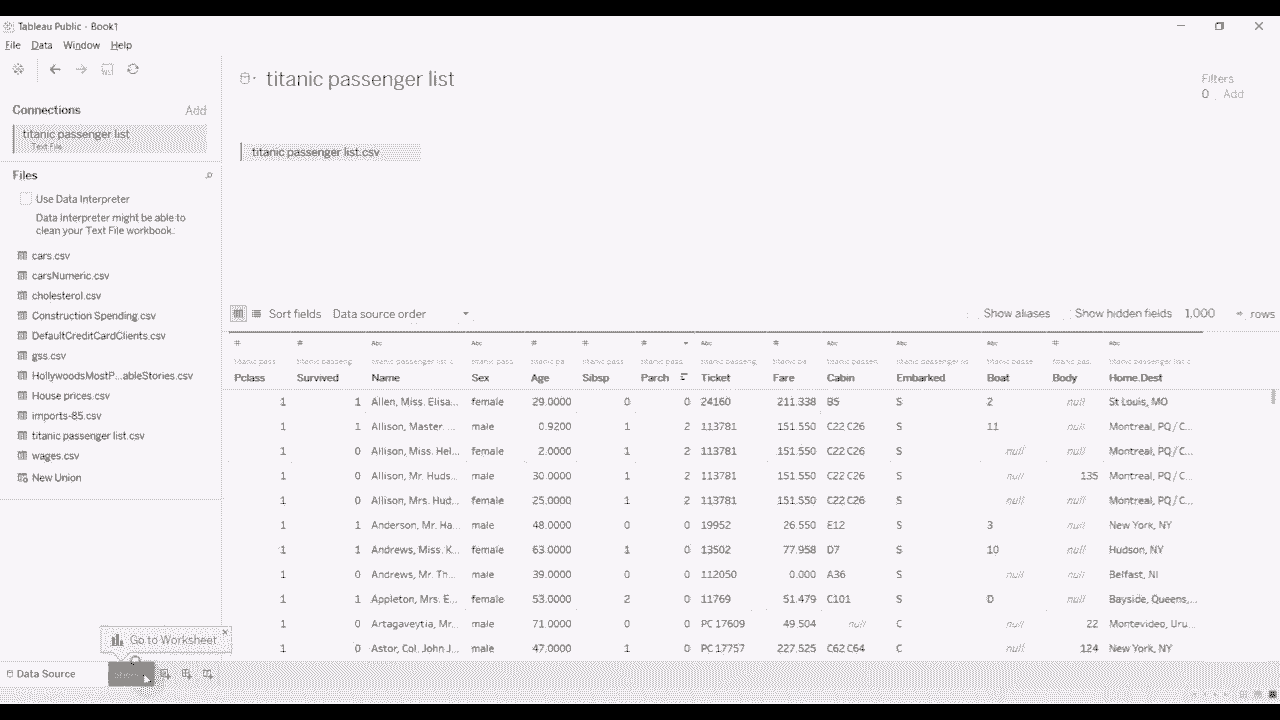 Tableau Public - Book1
File Data Window Help
Connections Add
titanic passenger list
Text File
Files
Use Data Interpreter
Data Interpreter might be able to
clean your Text File workbook.
cars.csv
carsNumeric.csv
cholesterol.csv
Construction Spending.csv
DefaultCreditCardClients.csv
gss.csv
HollywoodsMostP...ableStories.csv
House prices.csv
imports-85.csv
titanic passenger list.csv
wages.csv
New Union
titanic passenger list
Filters
0 Add
titanic passenger list.csv
Sort fields Data source order Show aliases Show hidden fields 1,000 rows
# # Abc Abc # # # Abc # Abc Abc Abc # Abc
Pclass Survived Name Sex Age Sibsp Parch Ticket Fare Cabin Embarked Boat Body Home.Dest
1 1 Allen, Miss. Elisa... female 29.0000 0 0 24160 211.338 B5 S 2 null St Louis, MO
1 1 Allison, Master. ... male 0.9200 1 2 113781 151.550 C22 C26 S 11 null Montreal, PQ / C...
1 0 Allison, Miss. Hel... female 2.0000 1 2 113781 151.550 C22 C26 S null null Montreal, PQ / C...
1 0 Allison, Mr. Huds... male 30.0000 1 2 113781 151.550 C22 C26 S null 135 Montreal, PQ / C...
1 0 Allison, Mrs. Hud... female 25.0000 1 2 113781 151.550 C22 C26 S null null Montreal, PQ / C...
1 1 Anderson, Mr. Ha... male 48.0000 0 0 19952 26.550 E12 S 3 null New York, NY
1 1 Andrews, Miss. K... female 63.0000 1 0 13502 77.958 D7 S 10 null Hudson, NY
1 0 Andrews, Mr. Th... male 39.0000 0 0 112050 0.000 A36 S null null Belfast, NI
1 1 Appleton, Mrs. E... female 53.0000 2 0 11769 51.479 C101 S D null Bayside, Queens,...
1 0 Artagaveytia, Mr... male 71.0000 0 0 PC 17609 49.504 null C null 22 Montevideo, Uru...
1 0 Astor, Col. John J... male 47.0000 1 0 PC 17757 227.525 C62 C64 C null 124 New York, NY
Go to Worksheet
Data Source